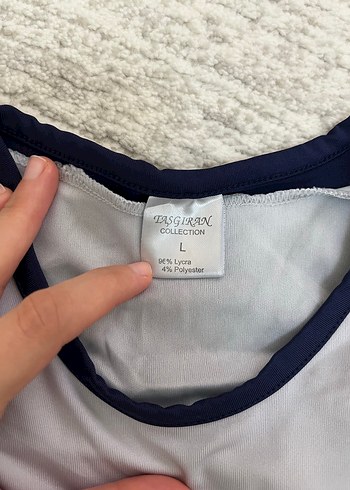 TASGIRAN
COLLECTION
L
96% Lycra
4% Polyester